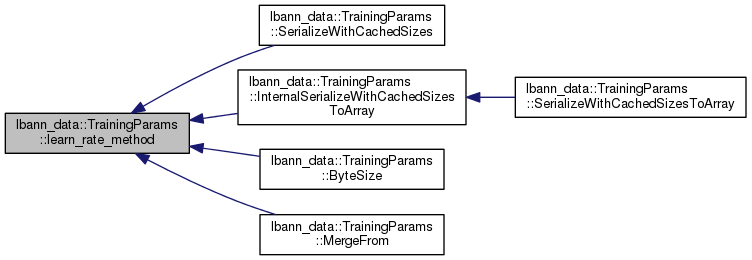 lbann_data::TrainingParams
::learn_rate_method
lbann_data::TrainingParams
::SerializeWithCachedSizes
lbann_data::TrainingParams
::InternalSerializeWithCachedSizes
ToArray
lbann_data::TrainingParams
::SerializeWithCachedSizesToArray
lbann_data::TrainingParams
::ByteSize
lbann_data::TrainingParams
::MergeFrom